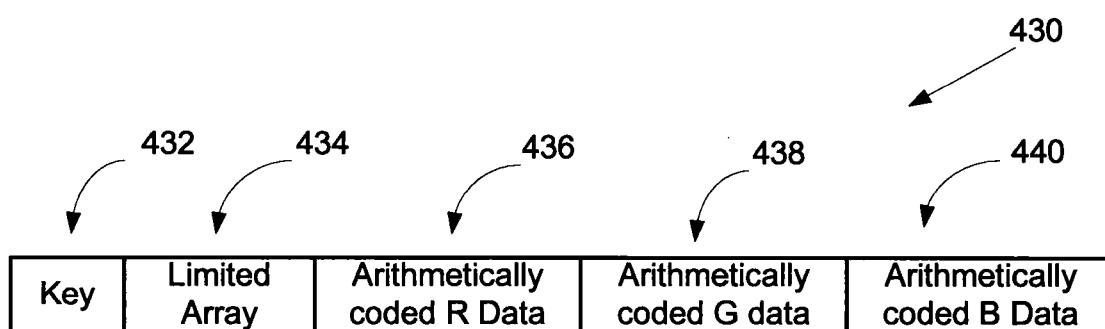 430
432
434
436
438
440
Key
Limited
Array
Arithmetically
coded R Data
Arithmetically
coded G data
Arithmetically
coded B Data